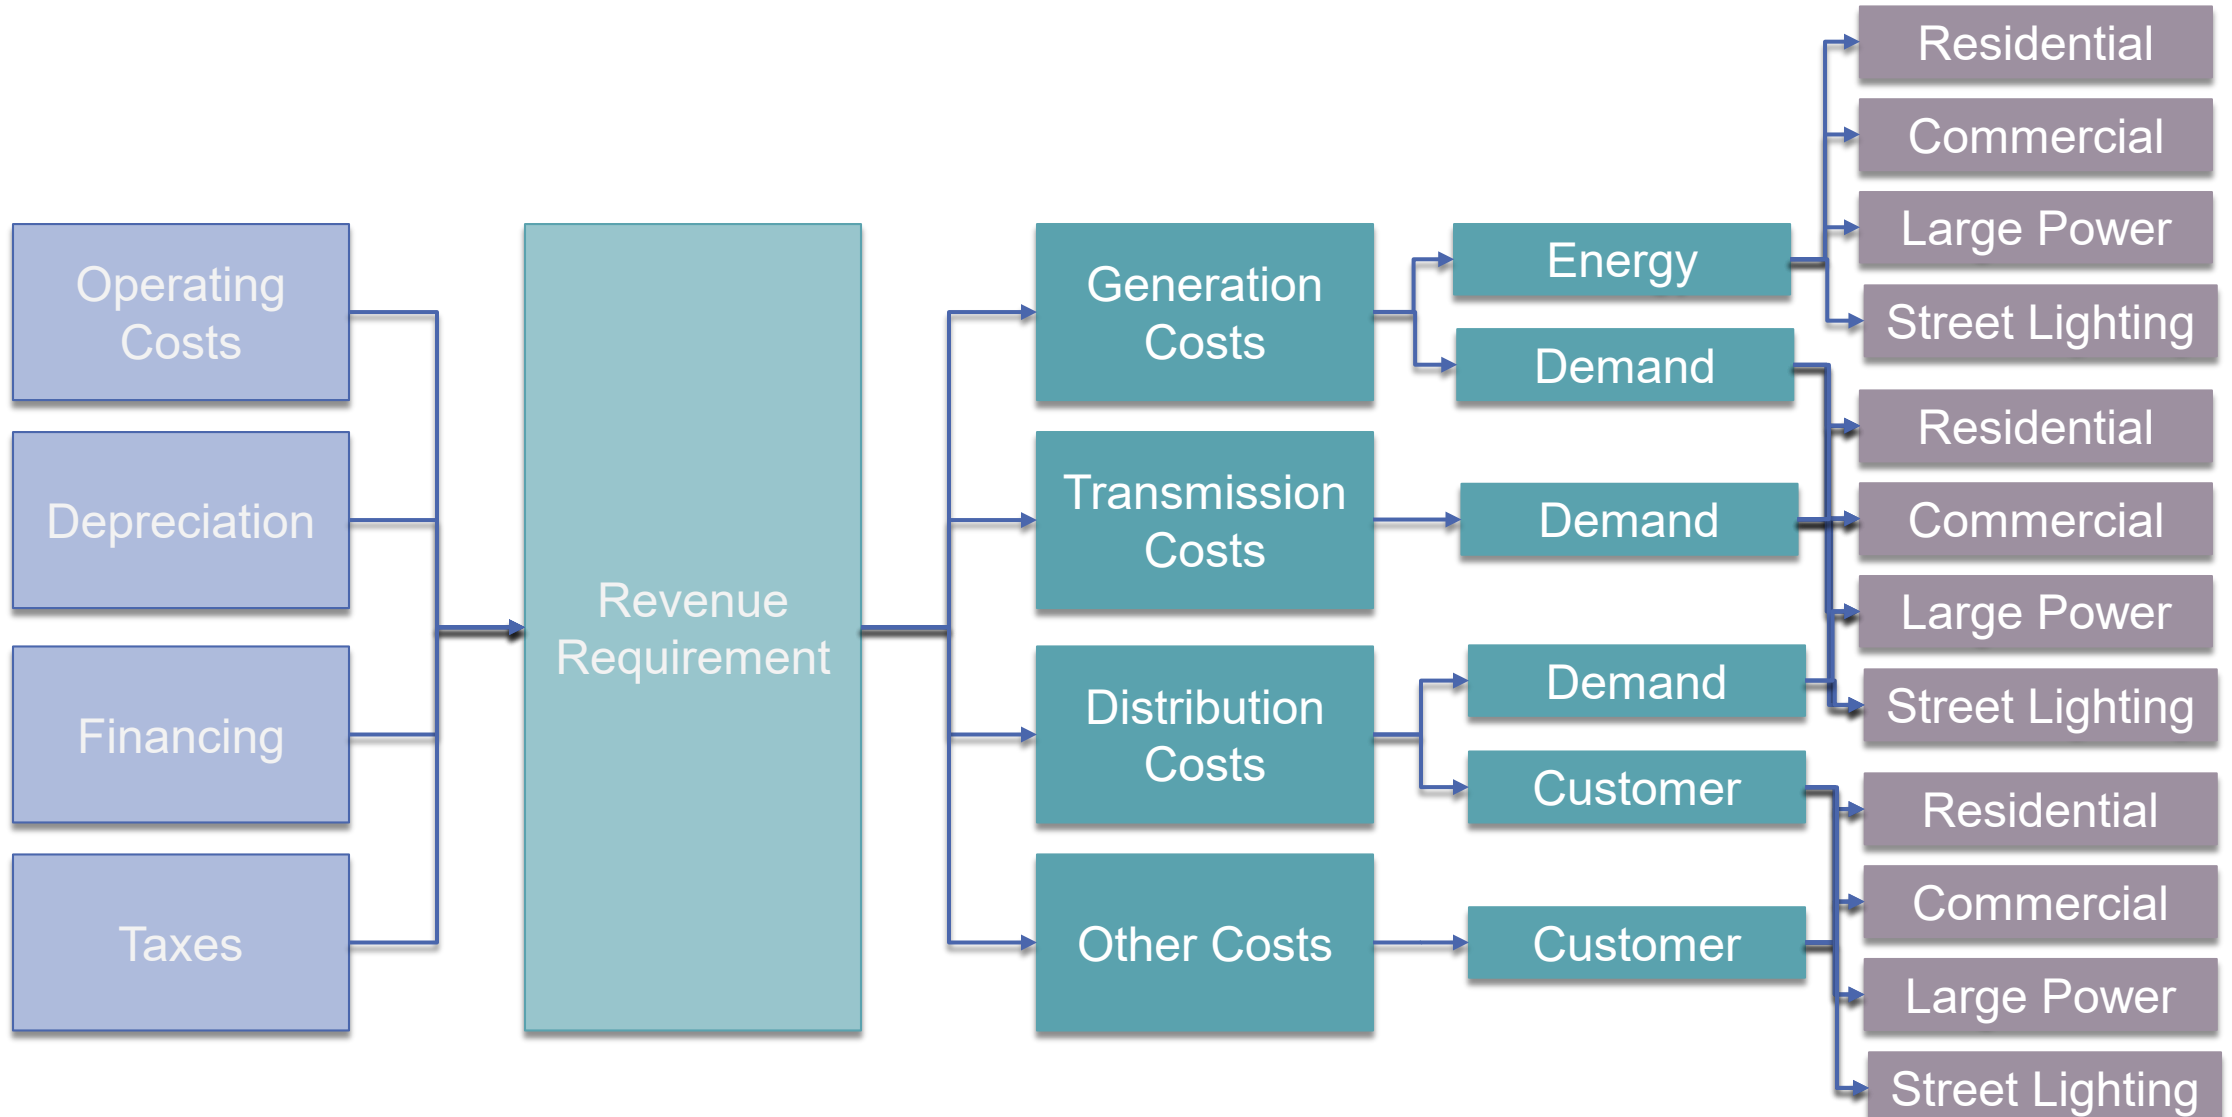 Operating
Costs
Depreciation
Financing
Taxes
Revenue
Requirement
Generation
Costs
Transmission
Costs
Distribution
Costs
Other Costs
Energy
Demand
Demand
Demand
Customer
Customer
Residential
Commercial
Large Power
Street Lighting
Residential
Commercial
Large Power
Street Lighting
Residential
Commercial
Large Power
Street Lighting